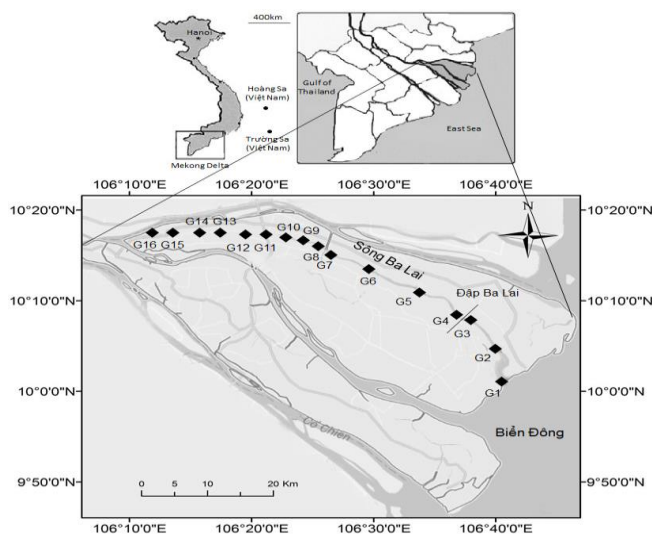 400km
Hanoi
Hoàng Sa
(Việt Nam)
Trường Sa
(Việt Nam)
Mekong Delta
Gulf of
Thailand
East Sea
106°10'0"E 106°20'0"E 106°30'0"E 106°40'0"E
10°20'0"N
10°10'0"N
10°0'0"N
9°50'0"N
10°20'0"N
10°10'0"N
10°0'0"N
9°50'0"N
N
G16
G15
G14
G13
G12
G11
G10
G9
G8
G7
G6
G5
G4
G3
G2
G1
Sông Ba Lai
Đập Ba Lai
Cổ Chiên
Biển Đông
0 5 10 20 Km
106°10'0"E 106°20'0"E 106°30'0"E 106°40'0"E